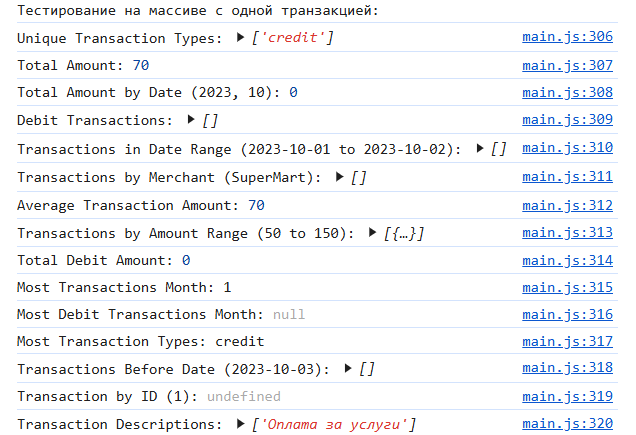 Тестирование на массиве с одной транзакцией:
Unique Transaction Types: ▶ ['credit'] main.js:306
Total Amount: 70 main.js:307
Total Amount by Date (2023, 10): 0 main.js:308
Debit Transactions: ▶ [] main.js:309
Transactions in Date Range (2023-10-01 to 2023-10-02): ▶ [] main.js:310
Transactions by Merchant (SuperMart): ▶ [] main.js:311
Average Transaction Amount: 70 main.js:312
Transactions by Amount Range (50 to 150): ▶ [{…}] main.js:313
Total Debit Amount: 0 main.js:314
Most Transactions Month: 1 main.js:315
Most Debit Transactions Month: null main.js:316
Most Transaction Types: credit main.js:317
Transactions Before Date (2023-10-03): ▶ [] main.js:318
Transaction by ID (1): undefined main.js:319
Transaction Descriptions: ▶ ['Оплата за услуги'] main.js:320